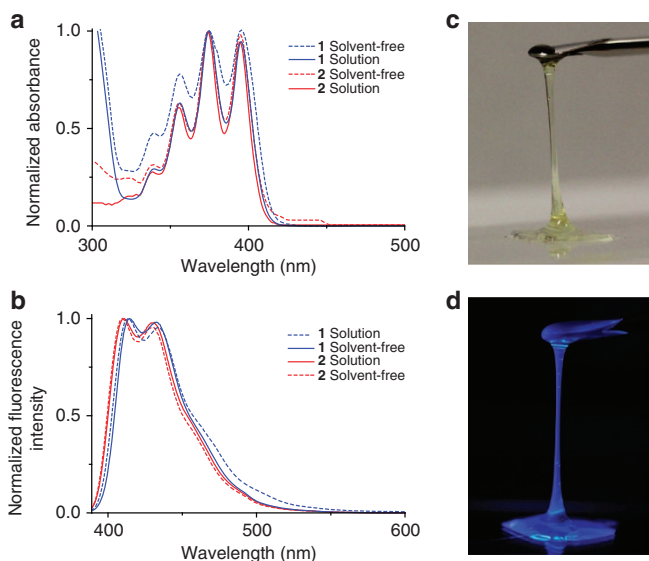 a
1.0
0.5
0.0
300
400
500
Normalized absorbance
Wavelength (nm)
1 Solvent-free
1 Solution
2 Solvent-free
2 Solution
b
1.0
0.5
0.0
400
500
600
Normalized fluorescence
intensity
Wavelength (nm)
1 Solution
1 Solvent-free
2 Solution
2 Solvent-free
c
d